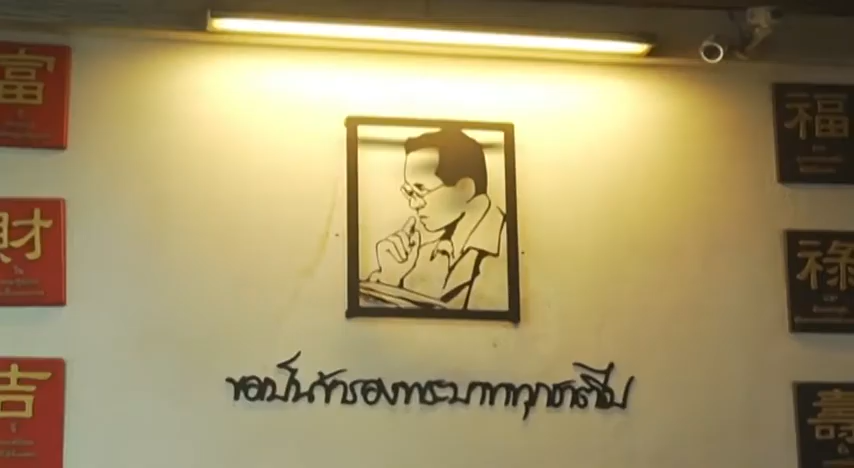 富
財
吉
ขอเป็นข้ารองพระบาททุกชาติไป
福
祿
壽